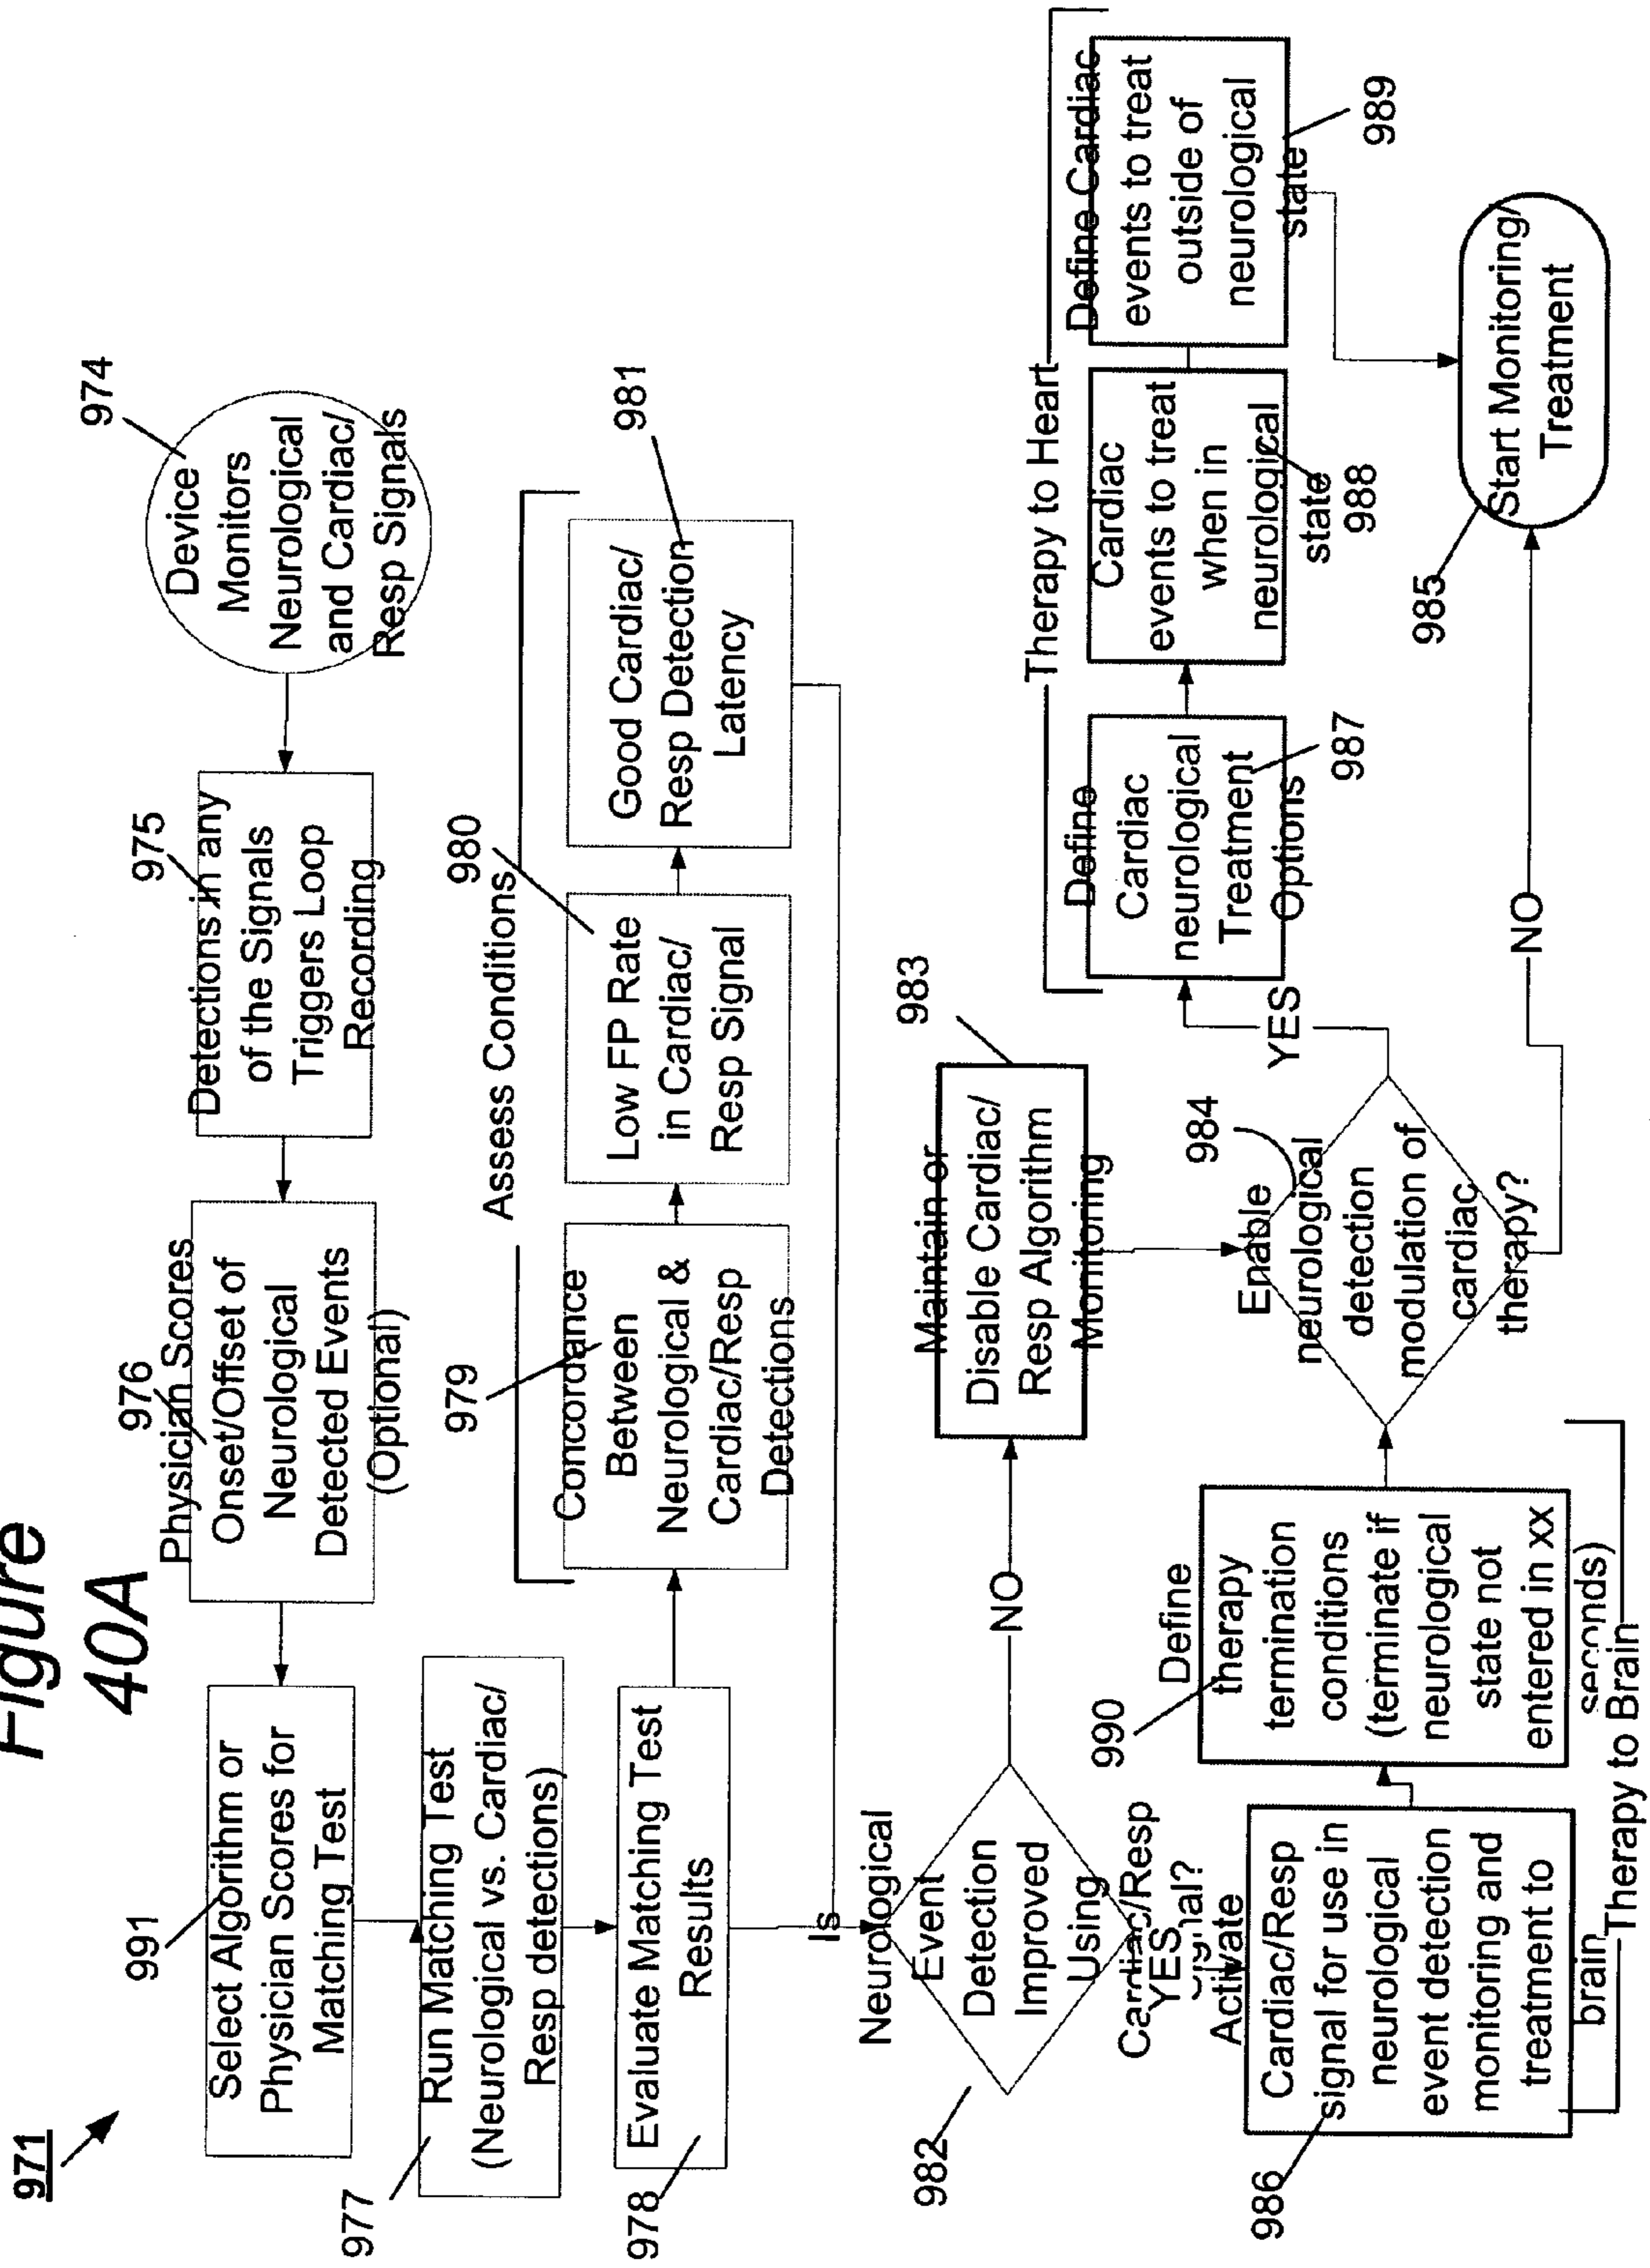 Figure
40A
971
974
Device
Monitors
Neurological
and Cardiac/
Resp Signals
975
Detections in any
of the Signals
Triggers Loop
Recording
976
Physician Scores
Onset/Offset of
Neurological
Detected Events
(Optional)
991
Select Algorithm or
Physician Scores for
Matching Test
977
Run Matching Test
(Neurological vs. Cardiac/
Resp detections)
978
Evaluate Matching Test
Results
Assess Conditions
979
Concordance
Between
Neurological &
Cardiac/Resp
Detections
980
Low FP Rate
in Cardiac/
Resp Signal
981
Good Cardiac/
Resp Detection
Latency
982
Is
Neurological
Event
Detection
Improved
Using
Cardiac/Resp
YES
NO
983
Maintain or
Disable Cardiac/
Resp Algorithm
Monitoring
986
Activate
Cardiac/Resp
signal for use in
neurological
event detection
monitoring and
treatment to
brain
990
Define
therapy
termination
conditions
(terminate if
neurological
state not
entered in xx
seconds)
Therapy to Brain
984
Enable
neurological
detection
modulation of
cardiac
therapy?
YES
NO
Therapy to Heart
987
Define
Cardiac
neurological
Treatment
Options
988
Cardiac
events to treat
when in
neurological
state
989
Define Cardiac
events to treat
outside of
neurological
state
985
Start Monitoring/
Treatment